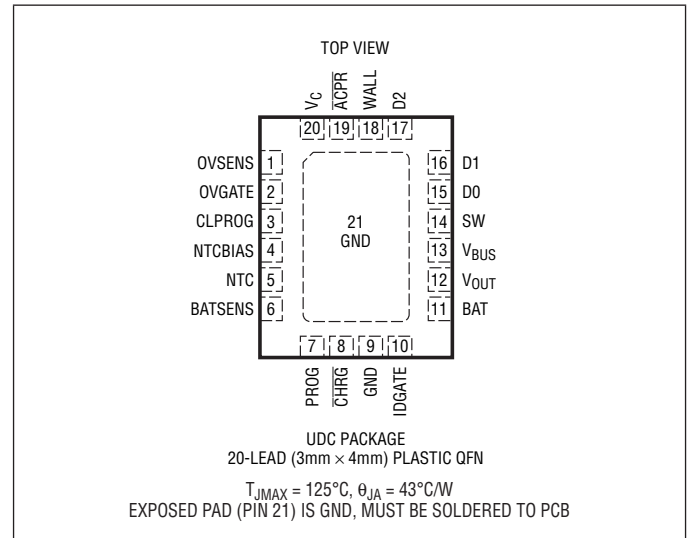 TOP VIEW
VC
ACPR
WALL
D2
20 19 18 17
OVSENS 1
OVGATE 2
CLPROG 3
NTCBIAS 4
NTC 5
BATSENS 6
21
GND
16 D1
15 D0
14 SW
13 VBUS
12 VOUT
11 BAT
7 8 9 10
PROG
CHRG
GND
IDGATE
UDC PACKAGE
20-LEAD (3mm × 4mm) PLASTIC QFN
TJMAX = 125°C, θJA = 43°C/W
EXPOSED PAD (PIN 21) IS GND, MUST BE SOLDERED TO PCB